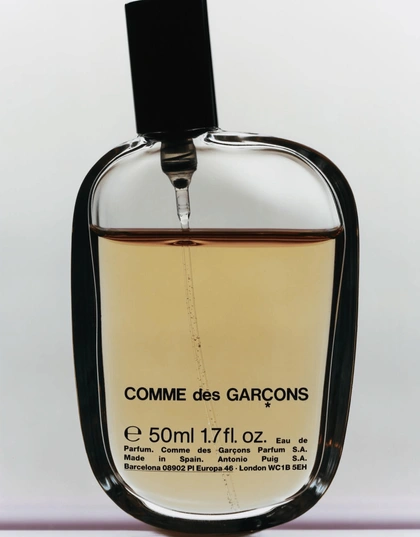 COMME des GARÇONS
*
℮ 50ml 1.7fl. oz. Eau de
Parfum. Comme des Garçons Parfum S.A.
Made in Spain. Antonio Puig S.A.
Barcelona 08902 Pl Europa 46 - London WC1B 5EH